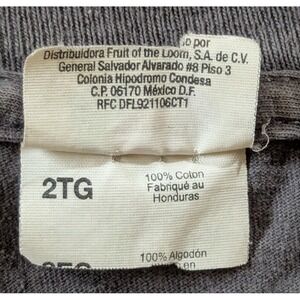 o por
Distribuidora Fruit of the Loom, S.A. de C.V.
General Salvador Alvarado #8 Piso 3
Colonia Hipodromo Condesa
C.P. 06170 México D.F.
RFC DFL921106CT1
2TG
100% Coton
Fabriqué au
Honduras
100% Algodón